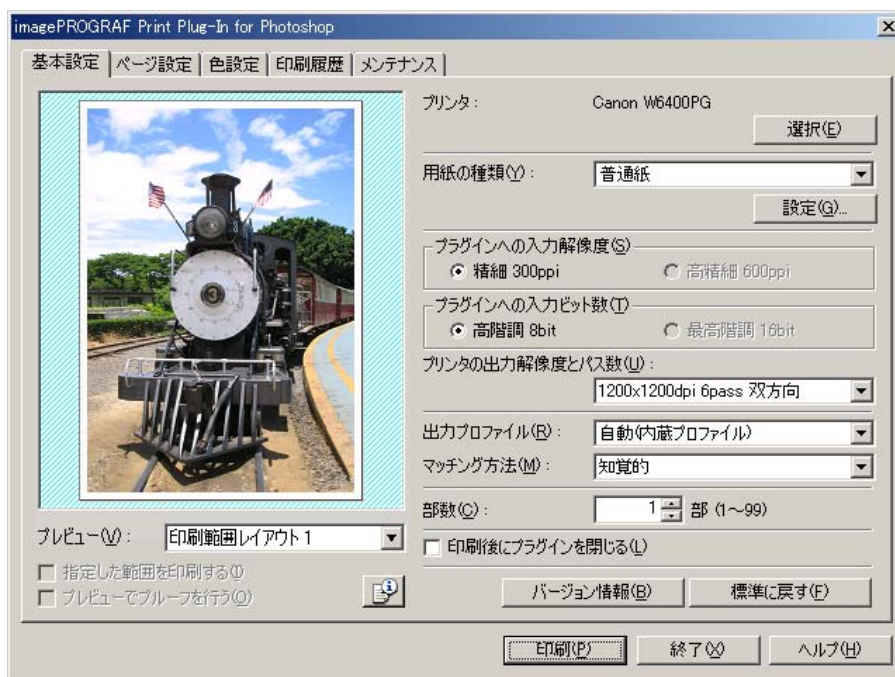 imagePROGRAF Print Plug-In for Photoshop
基本設定 ページ設定 色設定 印刷履歴 メンテナンス
3
プレビュー(V): 印刷範囲レイアウト 1
指定した範囲を印刷する(I)
プレビューでプルーフを行う(O)
プリンタ: Canon W6400PG
選択(E)
用紙の種類(Y): 普通紙
設定(G)...
プラグインへの入力解像度(S)
精細 300ppi 高精細 600ppi
プラグインへの入力ビット数(T)
高階調 8bit 最高階調 16bit
プリンタの出力解像度とパス数(U):
1200x1200dpi 6pass 双方向
出力プロファイル(R): 自動(内蔵プロファイル)
マッチング方法(M): 知覚的
部数(C): 1 部 (1～99)
印刷後にプラグインを閉じる(L)
バージョン情報(B) 標準に戻す(F)
印刷(P) 終了(X) ヘルプ(H)